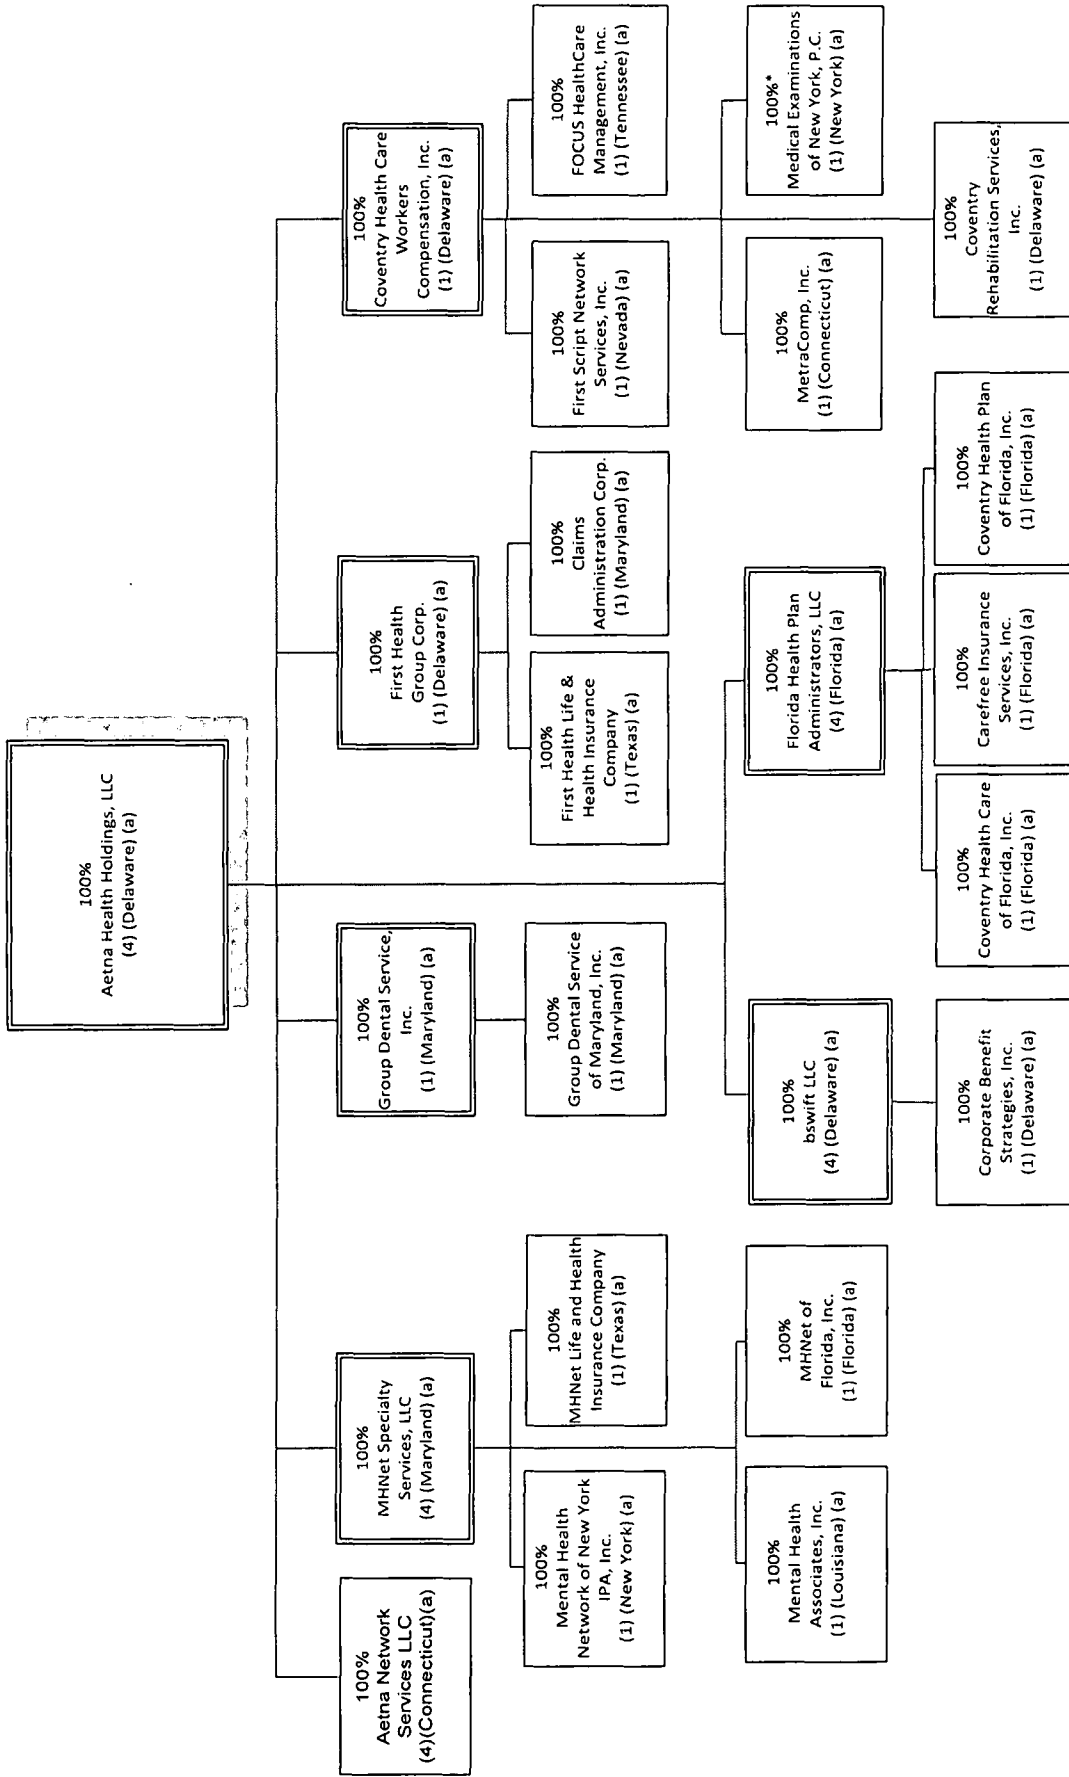 100%
Aetna Health Holdings, LLC
(4) (Delaware) (a)
100%
Aetna Network
Services LLC
(4)(Connecticut)(a)
100%
MHNet Specialty
Services, LLC
(4) (Maryland) (a)
100%
Group Dental Service,
Inc.
(1) (Maryland) (a)
100%
First Health
Group Corp.
(1) (Delaware) (a)
100%
Coventry Health Care
Workers
Compensation, Inc.
(1) (Delaware) (a)
100%
Mental Health
Network of New York
IPA, Inc.
(1) (New York) (a)
100%
MHNet Life and Health
Insurance Company
(1) (Texas) (a)
100%
Group Dental Service
of Maryland, Inc.
(1) (Maryland) (a)
100%
First Health Life &
Health Insurance
Company
(1) (Texas) (a)
100%
Claims
Administration Corp.
(1) (Maryland) (a)
100%
First Script Network
Services, Inc.
(1) (Nevada) (a)
100%
FOCUS HealthCare
Management, Inc.
(1) (Tennessee) (a)
100%
Mental Health
Associates, Inc.
(1) (Louisiana) (a)
100%
MHNet of
Florida, Inc.
(1) (Florida) (a)
100%
bswift LLC
(4) (Delaware) (a)
100%
Florida Health Plan
Administrators, LLC
(4) (Florida) (a)
100%
MetraComp, Inc.
(1) (Connecticut) (a)
100%*
Medical Examinations
of New York, P.C.
(1) (New York) (a)
100%
Corporate Benefit
Strategies, Inc.
(1) (Delaware) (a)
100%
Coventry Health Care
of Florida, Inc.
(1) (Florida) (a)
100%
Carefree Insurance
Services, Inc.
(1) (Florida) (a)
100%
Coventry Health Plan
of Florida, Inc.
(1) (Florida) (a)
100%
Coventry
Rehabilitation Services,
Inc.
(1) (Delaware) (a)